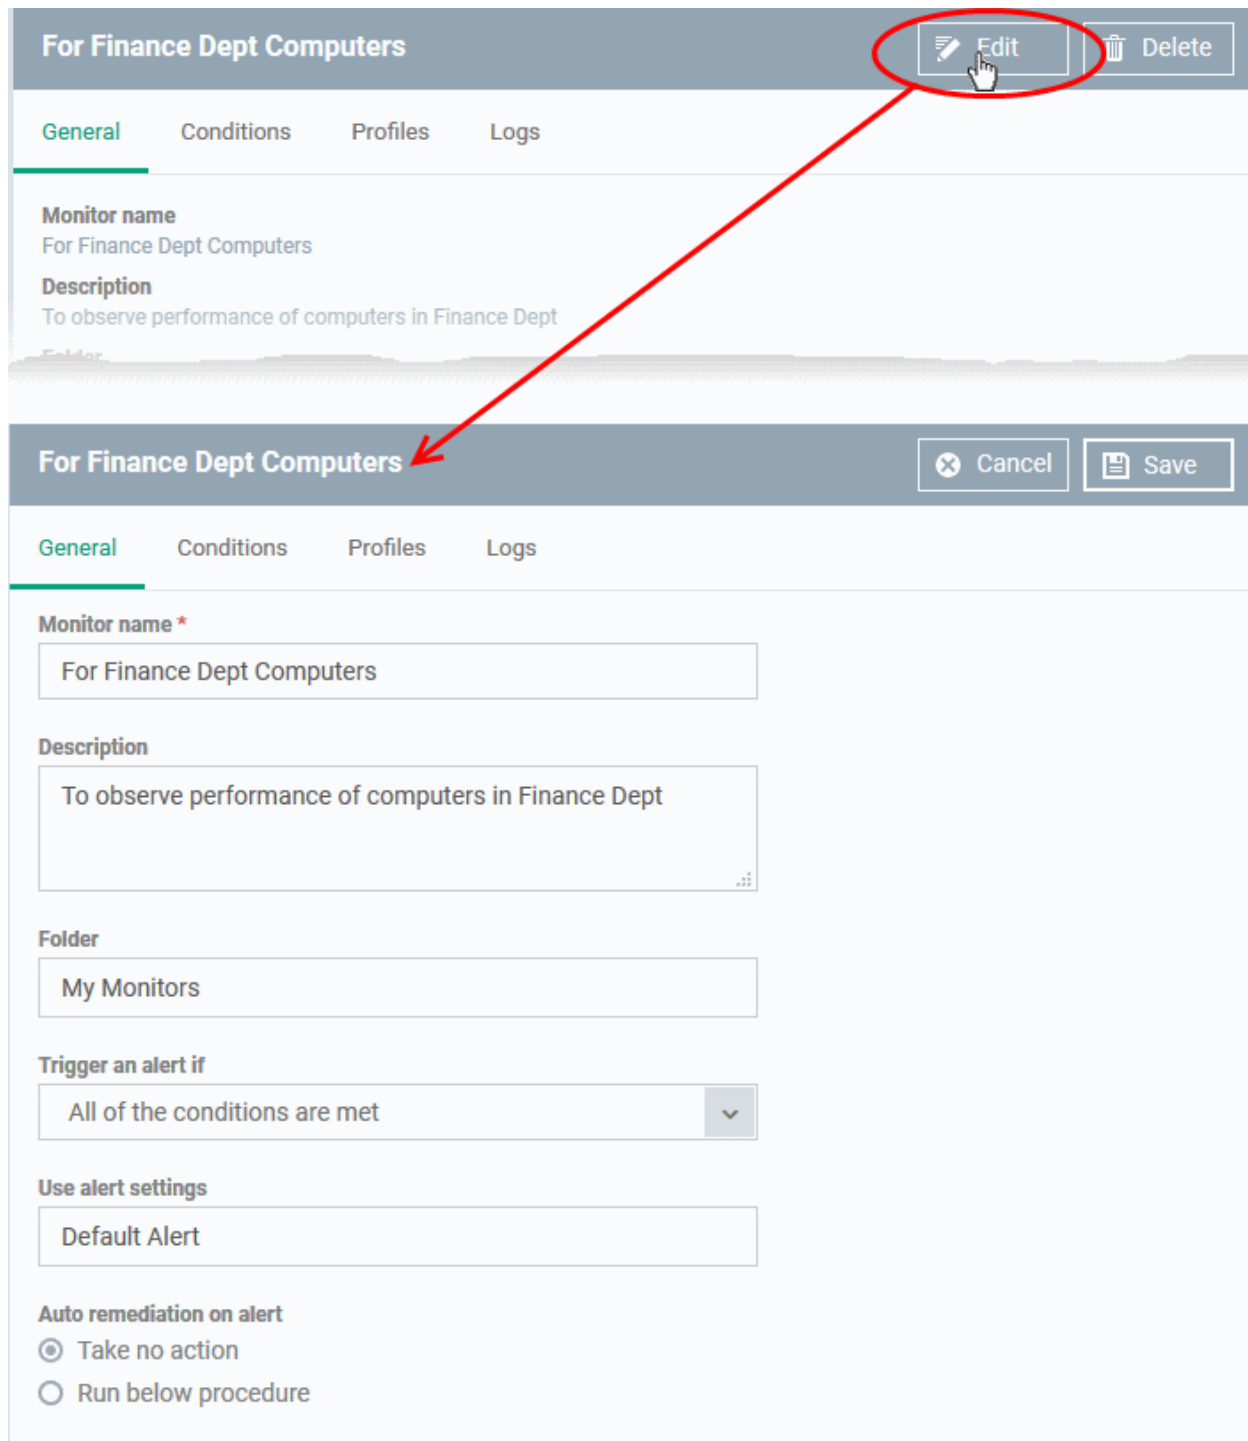 For Finance Dept Computers
Edit
Delete
General
Conditions
Profiles
Logs
Monitor name
For Finance Dept Computers
Description
To observe performance of computers in Finance Dept
Folder
For Finance Dept Computers
Cancel
Save
General
Conditions
Profiles
Logs
Monitor name *
For Finance Dept Computers
Description
To observe performance of computers in Finance Dept
Folder
My Monitors
Trigger an alert if
All of the conditions are met
Use alert settings
Default Alert
Auto remediation on alert
Take no action
Run below procedure